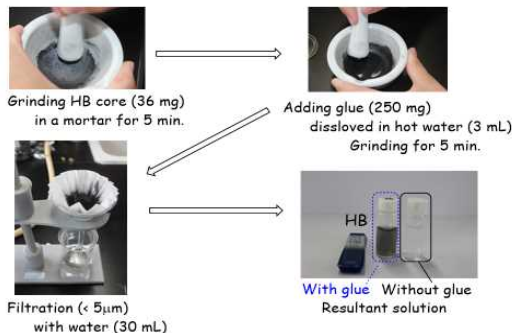 Grinding HB core (36 mg)
in a mortar for 5 min.
Adding glue (250 mg)
dissloved in hot water (3 mL)
Grinding for 5 min.
Filtration (< 5μm)
with water (30 mL)
HB
With glue
Without glue
Resultant solution